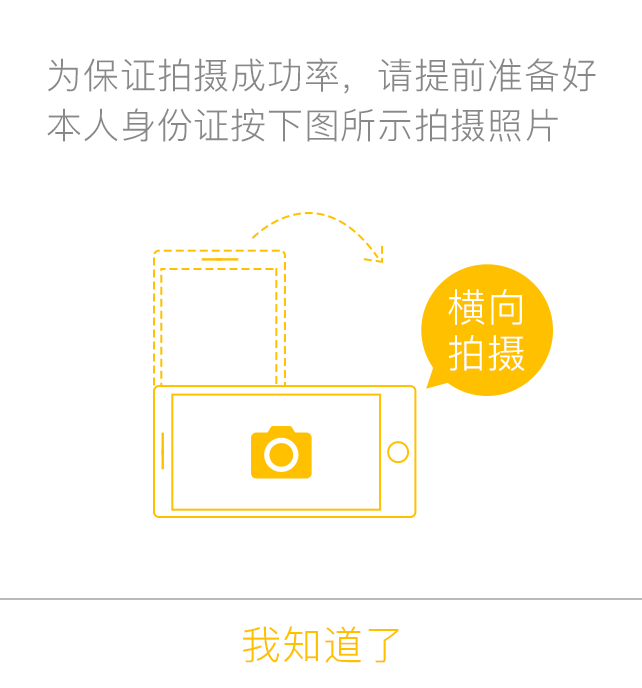 为保证拍摄成功率，请提前准备好
本人身份证按下图所示拍摄照片
横向
拍摄
我知道了